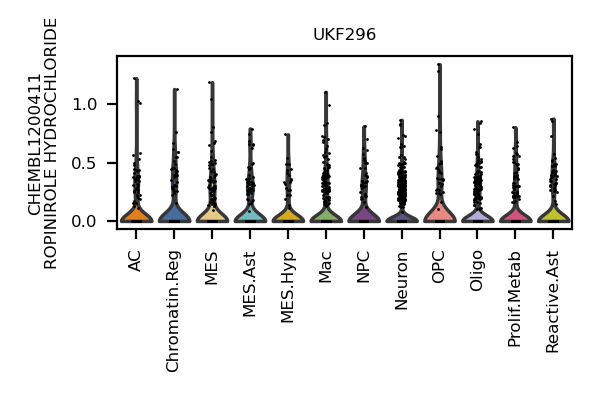 UKF296
CHEMBL1200411
ROPINIROLE HYDROCHLORIDE
1.0
0.5
0.0
AC
Chromatin.Reg
MES
MES.Ast
MES.Hyp
Mac
NPC
Neuron
OPC
Oligo
Prolif.Metab
Reactive.Ast